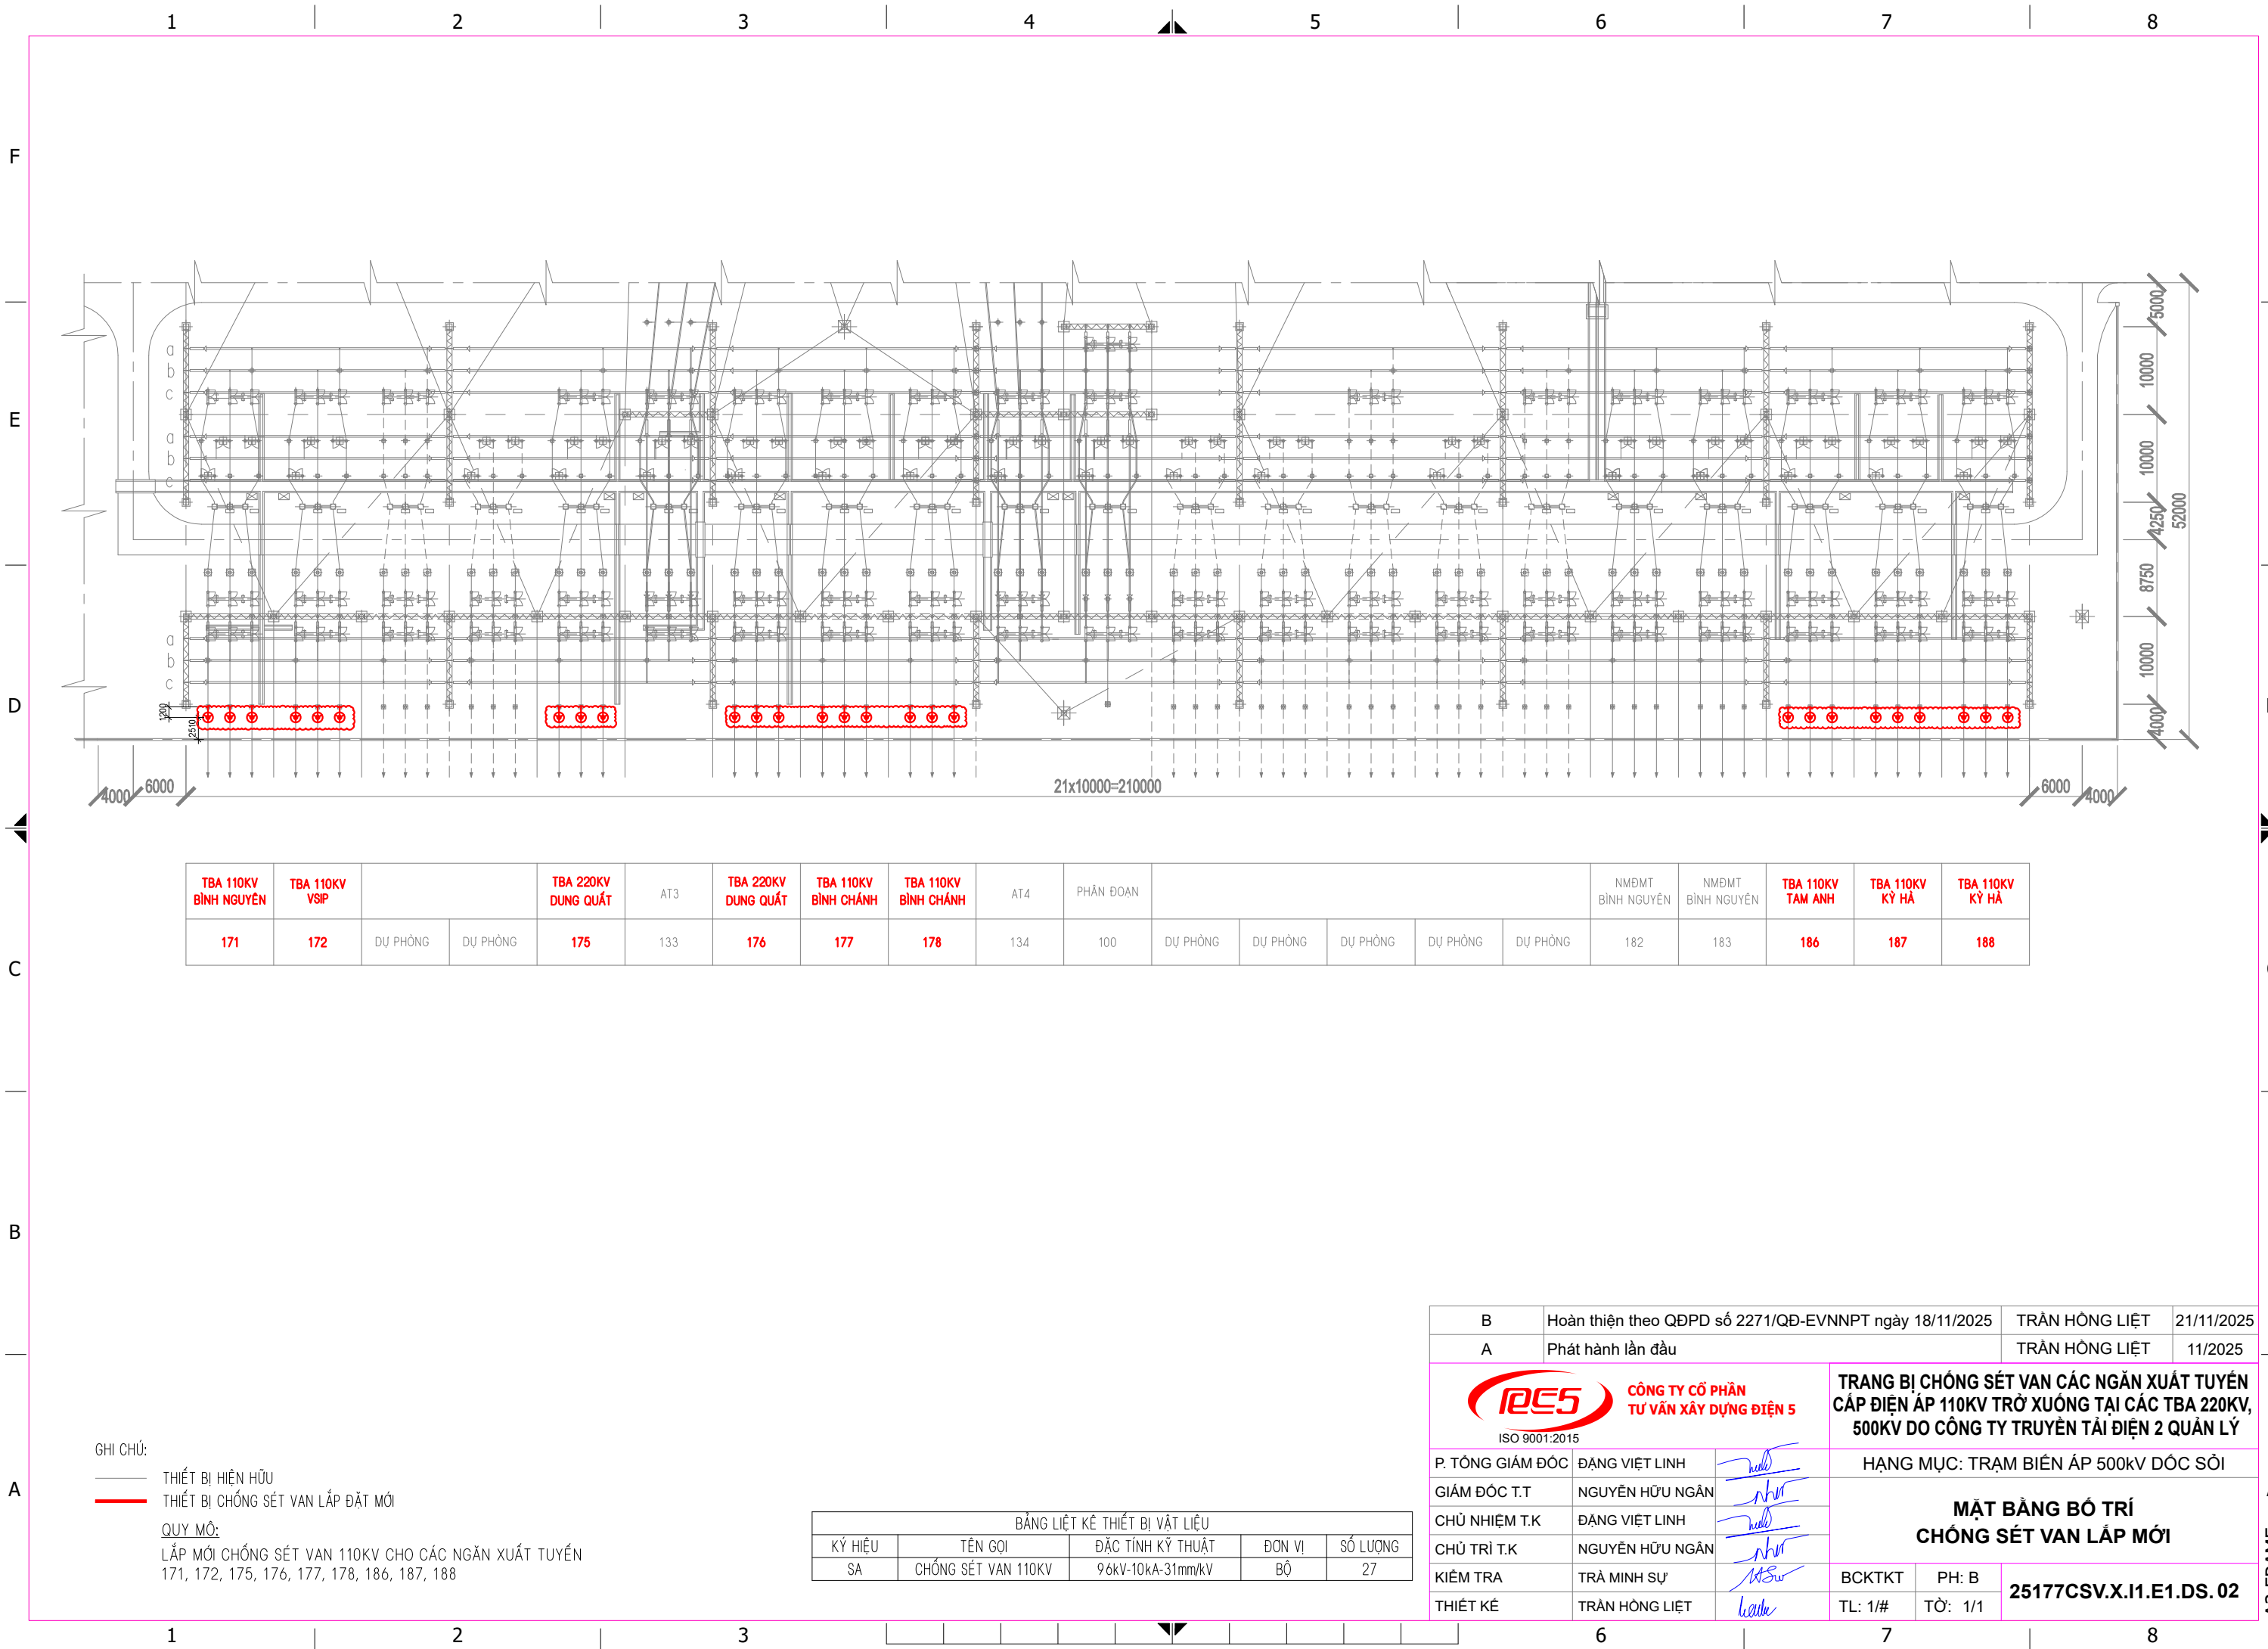 1 2 3 4 5 6 7 8
F
E
D
C
B
A
a
b
c
a
b
c
a
b
c
5000
10000
10000
4250
52000
8750
10000
4000
1200
2510
4000 6000 21x10000=210000 6000 4000
TBA 110KV BÌNH NGUYÊN
TBA 110KV VSIP
TBA 220KV DUNG QUẤT
AT3
TBA 220KV DUNG QUẤT
TBA 110KV BÌNH CHÁNH
TBA 110KV BÌNH CHÁNH
AT4
PHÂN ĐOẠN
NMĐMT BÌNH NGUYÊN
NMĐMT BÌNH NGUYÊN
TBA 110KV TAM ANH
TBA 110KV KỲ HÀ
TBA 110KV KỲ HÀ
171 172 DỰ PHÒNG DỰ PHÒNG 175 133 176 177 178 134 100 DỰ PHÒNG DỰ PHÒNG DỰ PHÒNG DỰ PHÒNG DỰ PHÒNG 182 183 186 187 188
B Hoàn thiện theo QĐPD số 2271/QĐ-EVNNPT ngày 18/11/2025 TRẦN HỒNG LIỆT 21/11/2025
A Phát hành lần đầu TRẦN HỒNG LIỆT 11/2025
PC5
CÔNG TY CỔ PHẦN
TƯ VẤN XÂY DỰNG ĐIỆN 5
ISO 9001:2015
TRANG BỊ CHỐNG SÉT VAN CÁC NGĂN XUẤT TUYẾN
CẤP ĐIỆN ÁP 110KV TRỞ XUỐNG TẠI CÁC TBA 220KV,
500KV DO CÔNG TY TRUYỀN TẢI ĐIỆN 2 QUẢN LÝ
P. TỔNG GIÁM ĐỐC ĐẶNG VIỆT LINH
GIÁM ĐỐC T.T NGUYỄN HỮU NGÂN
CHỦ NHIỆM T.K ĐẶNG VIỆT LINH
CHỦ TRÌ T.K NGUYỄN HỮU NGÂN
KIỂM TRA TRÀ MINH SỰ
THIẾT KẾ TRẦN HỒNG LIỆT
HẠNG MỤC: TRẠM BIẾN ÁP 500kV DỐC SỎI
MẶT BẰNG BỐ TRÍ
CHỐNG SÉT VAN LẮP MỚI
BCKTKT PH: B
TL: 1/# TỜ: 1/1
25177CSV.X.I1.E1.DS. 02
GHI CHÚ:
THIẾT BỊ HIỆN HỮU
THIẾT BỊ CHỐNG SÉT VAN LẮP ĐẶT MỚI
QUY MÔ:
LẮP MỚI CHỐNG SÉT VAN 110KV CHO CÁC NGĂN XUẤT TUYẾN
171, 172, 175, 176, 177, 178, 186, 187, 188
BẢNG LIỆT KÊ THIẾT BỊ VẬT LIỆU
KÝ HIỆU TÊN GỌI ĐẶC TÍNH KỸ THUẬT ĐƠN VỊ SỐ LƯỢNG
SA CHỐNG SÉT VAN 110KV 96kV-10kA-31mm/kV BỘ 27
1 2 3 6 7 8